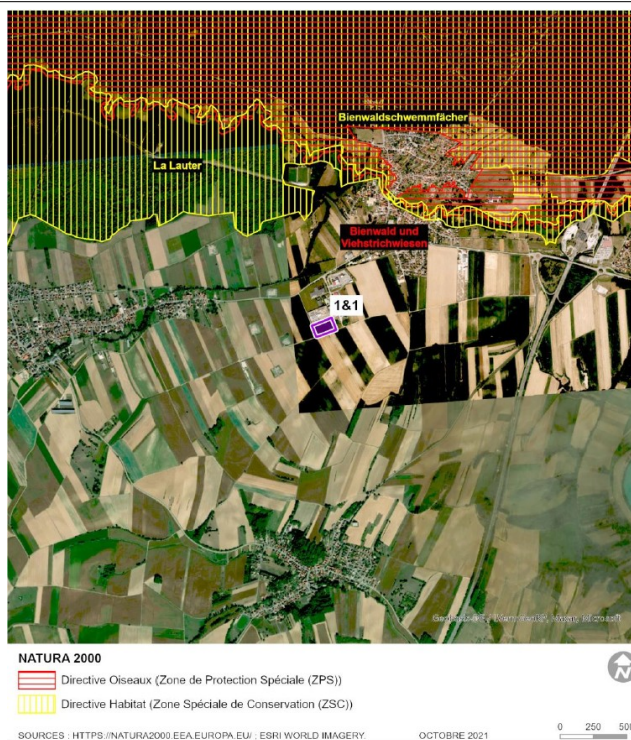 Bienwaldschwemmfächer
La Lauter
Bienwald und
Viehstrichwiesen
1&1
NATURA 2000
N
Directive Oiseaux (Zone de Protection Spéciale (ZPS))
Directive Habitat (Zone Spéciale de Conservation (ZSC))
SOURCES : HTTPS://NATURA2000.EEA.EUROPA.EU/ ; ESRI WORLD IMAGERY. OCTOBRE 2021
0 250 500